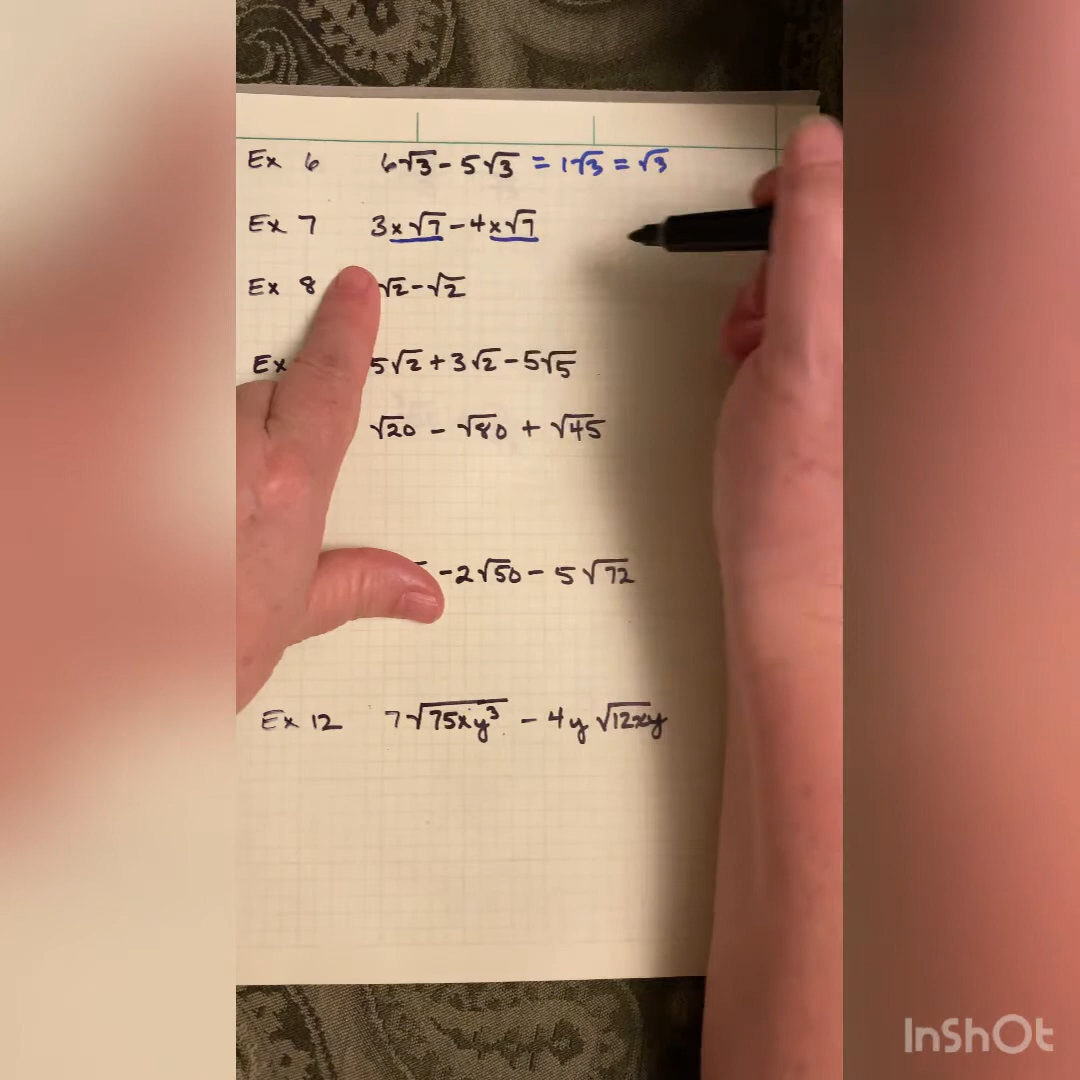 Ex 6 6√3 - 5√3 = 1√3 = √3
Ex 7 3x√7 - 4x√7
Ex 8 √2 - √2
Ex 5√2 + 3√2 - 5√5
√20 - √80 + √45
- 2√50 - 5√72
Ex 12 7√75xy³ - 4y√12xy
InShOt